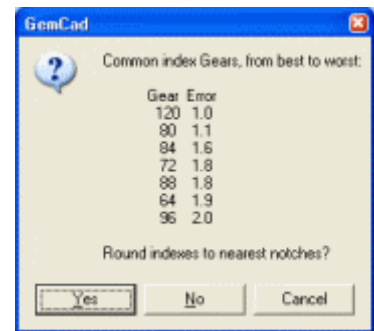 GemCad
Common index Gears, from best to worst:
Gear Error
120 1.0
80 1.1
84 1.6
72 1.8
88 1.8
64 1.9
96 2.0
Round indexes to nearest notches?
Yes No Cancel